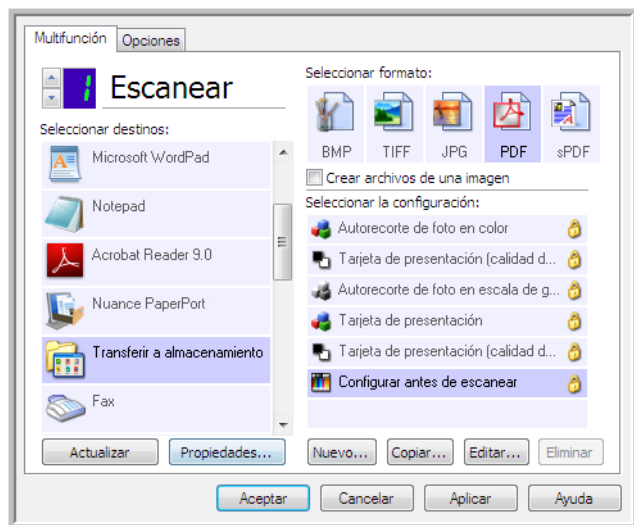 Multifunción
Opciones
1
Escanear
Seleccionar destinos:
Microsoft WordPad
Notepad
Acrobat Reader 9.0
Nuance PaperPort
Transferir a almacenamiento
Fax
Actualizar
Propiedades...
Seleccionar formato:
BMP TIFF JPG PDF sPDF
Crear archivos de una imagen
Seleccionar la configuración:
Autorecorte de foto en color
Tarjeta de presentación (calidad d...
Autorecorte de foto en escala de g...
Tarjeta de presentación
Tarjeta de presentación (calidad d...
Configurar antes de escanear
Nuevo... Copiar... Editar... Eliminar
Aceptar Cancelar Aplicar Ayuda